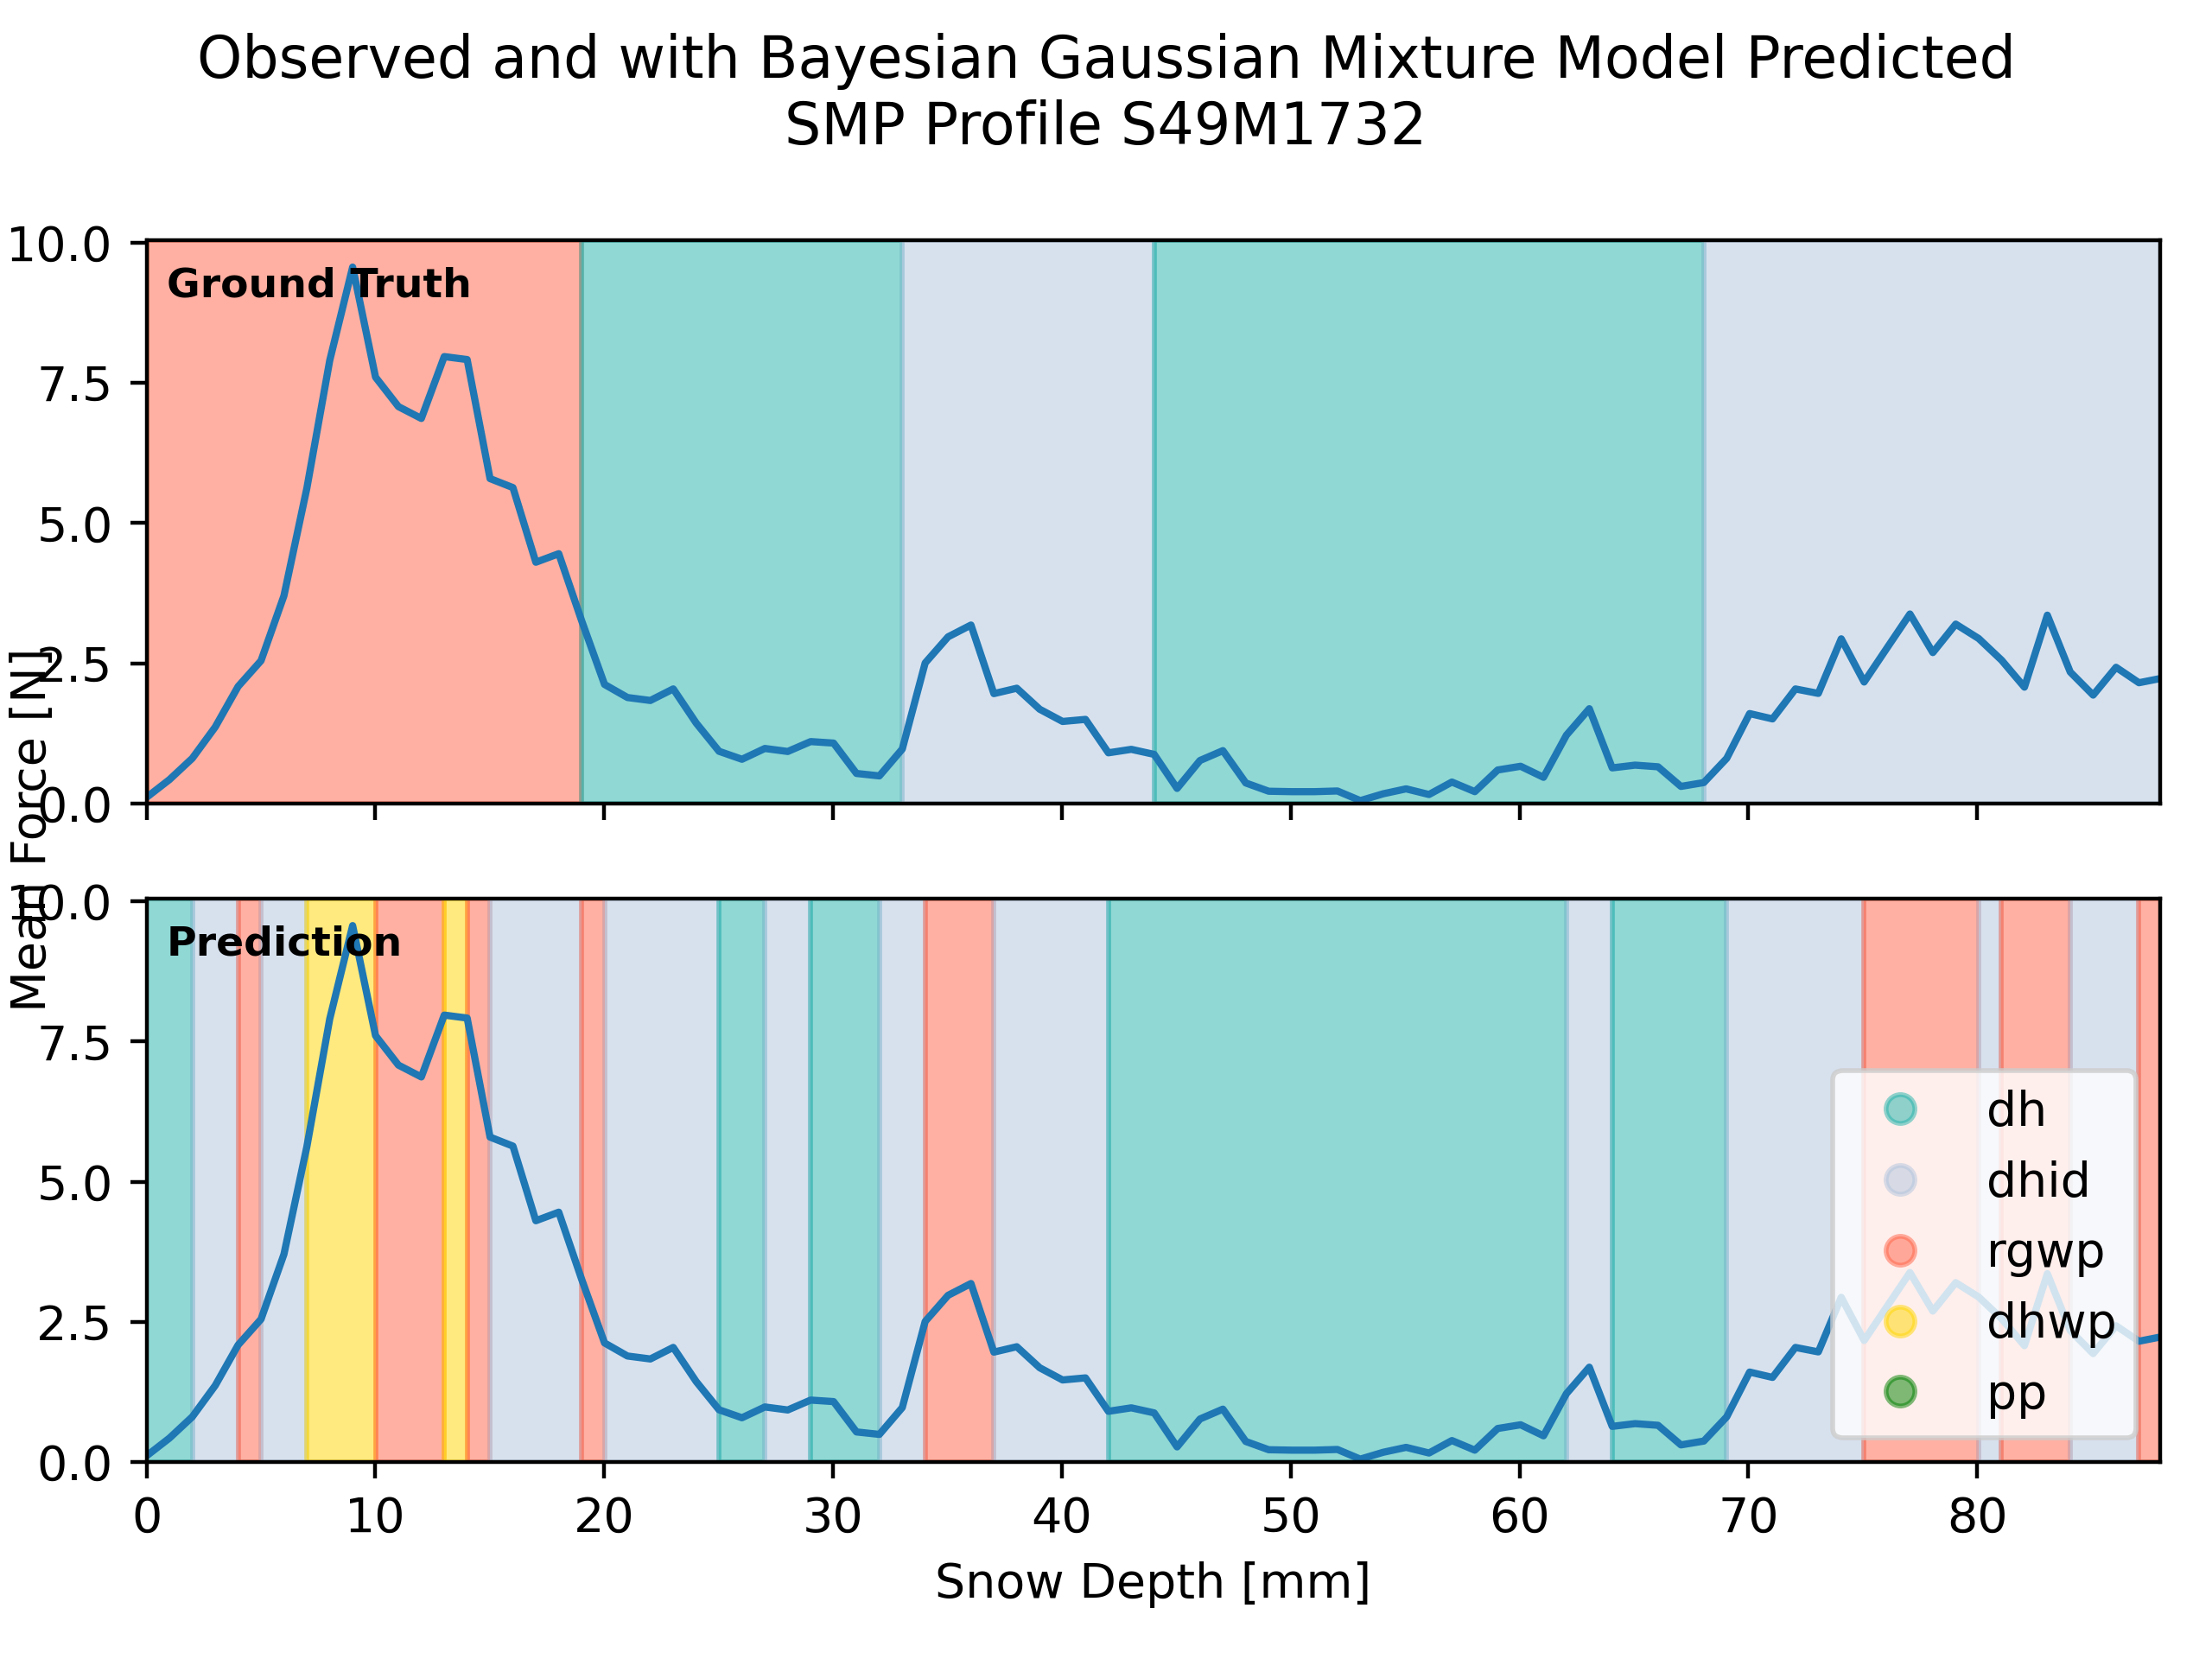 Observed and with Bayesian Gaussian Mixture Model Predicted
SMP Profile S49M1732
Mean Force [N]
10.0
7.5
5.0
2.5
0.0
Ground Truth
10.0
7.5
5.0
2.5
0.0
Prediction
dh
dhid
rgwp
dhwp
pp
0 10 20 30 40 50 60 70 80
Snow Depth [mm]